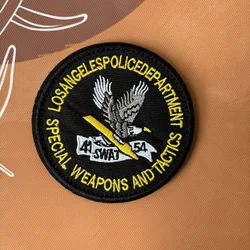 LOSANGELESPOLICEDEPARTMENT
41 SWAT 54
SPECIAL WEAPONS AND TACTICS